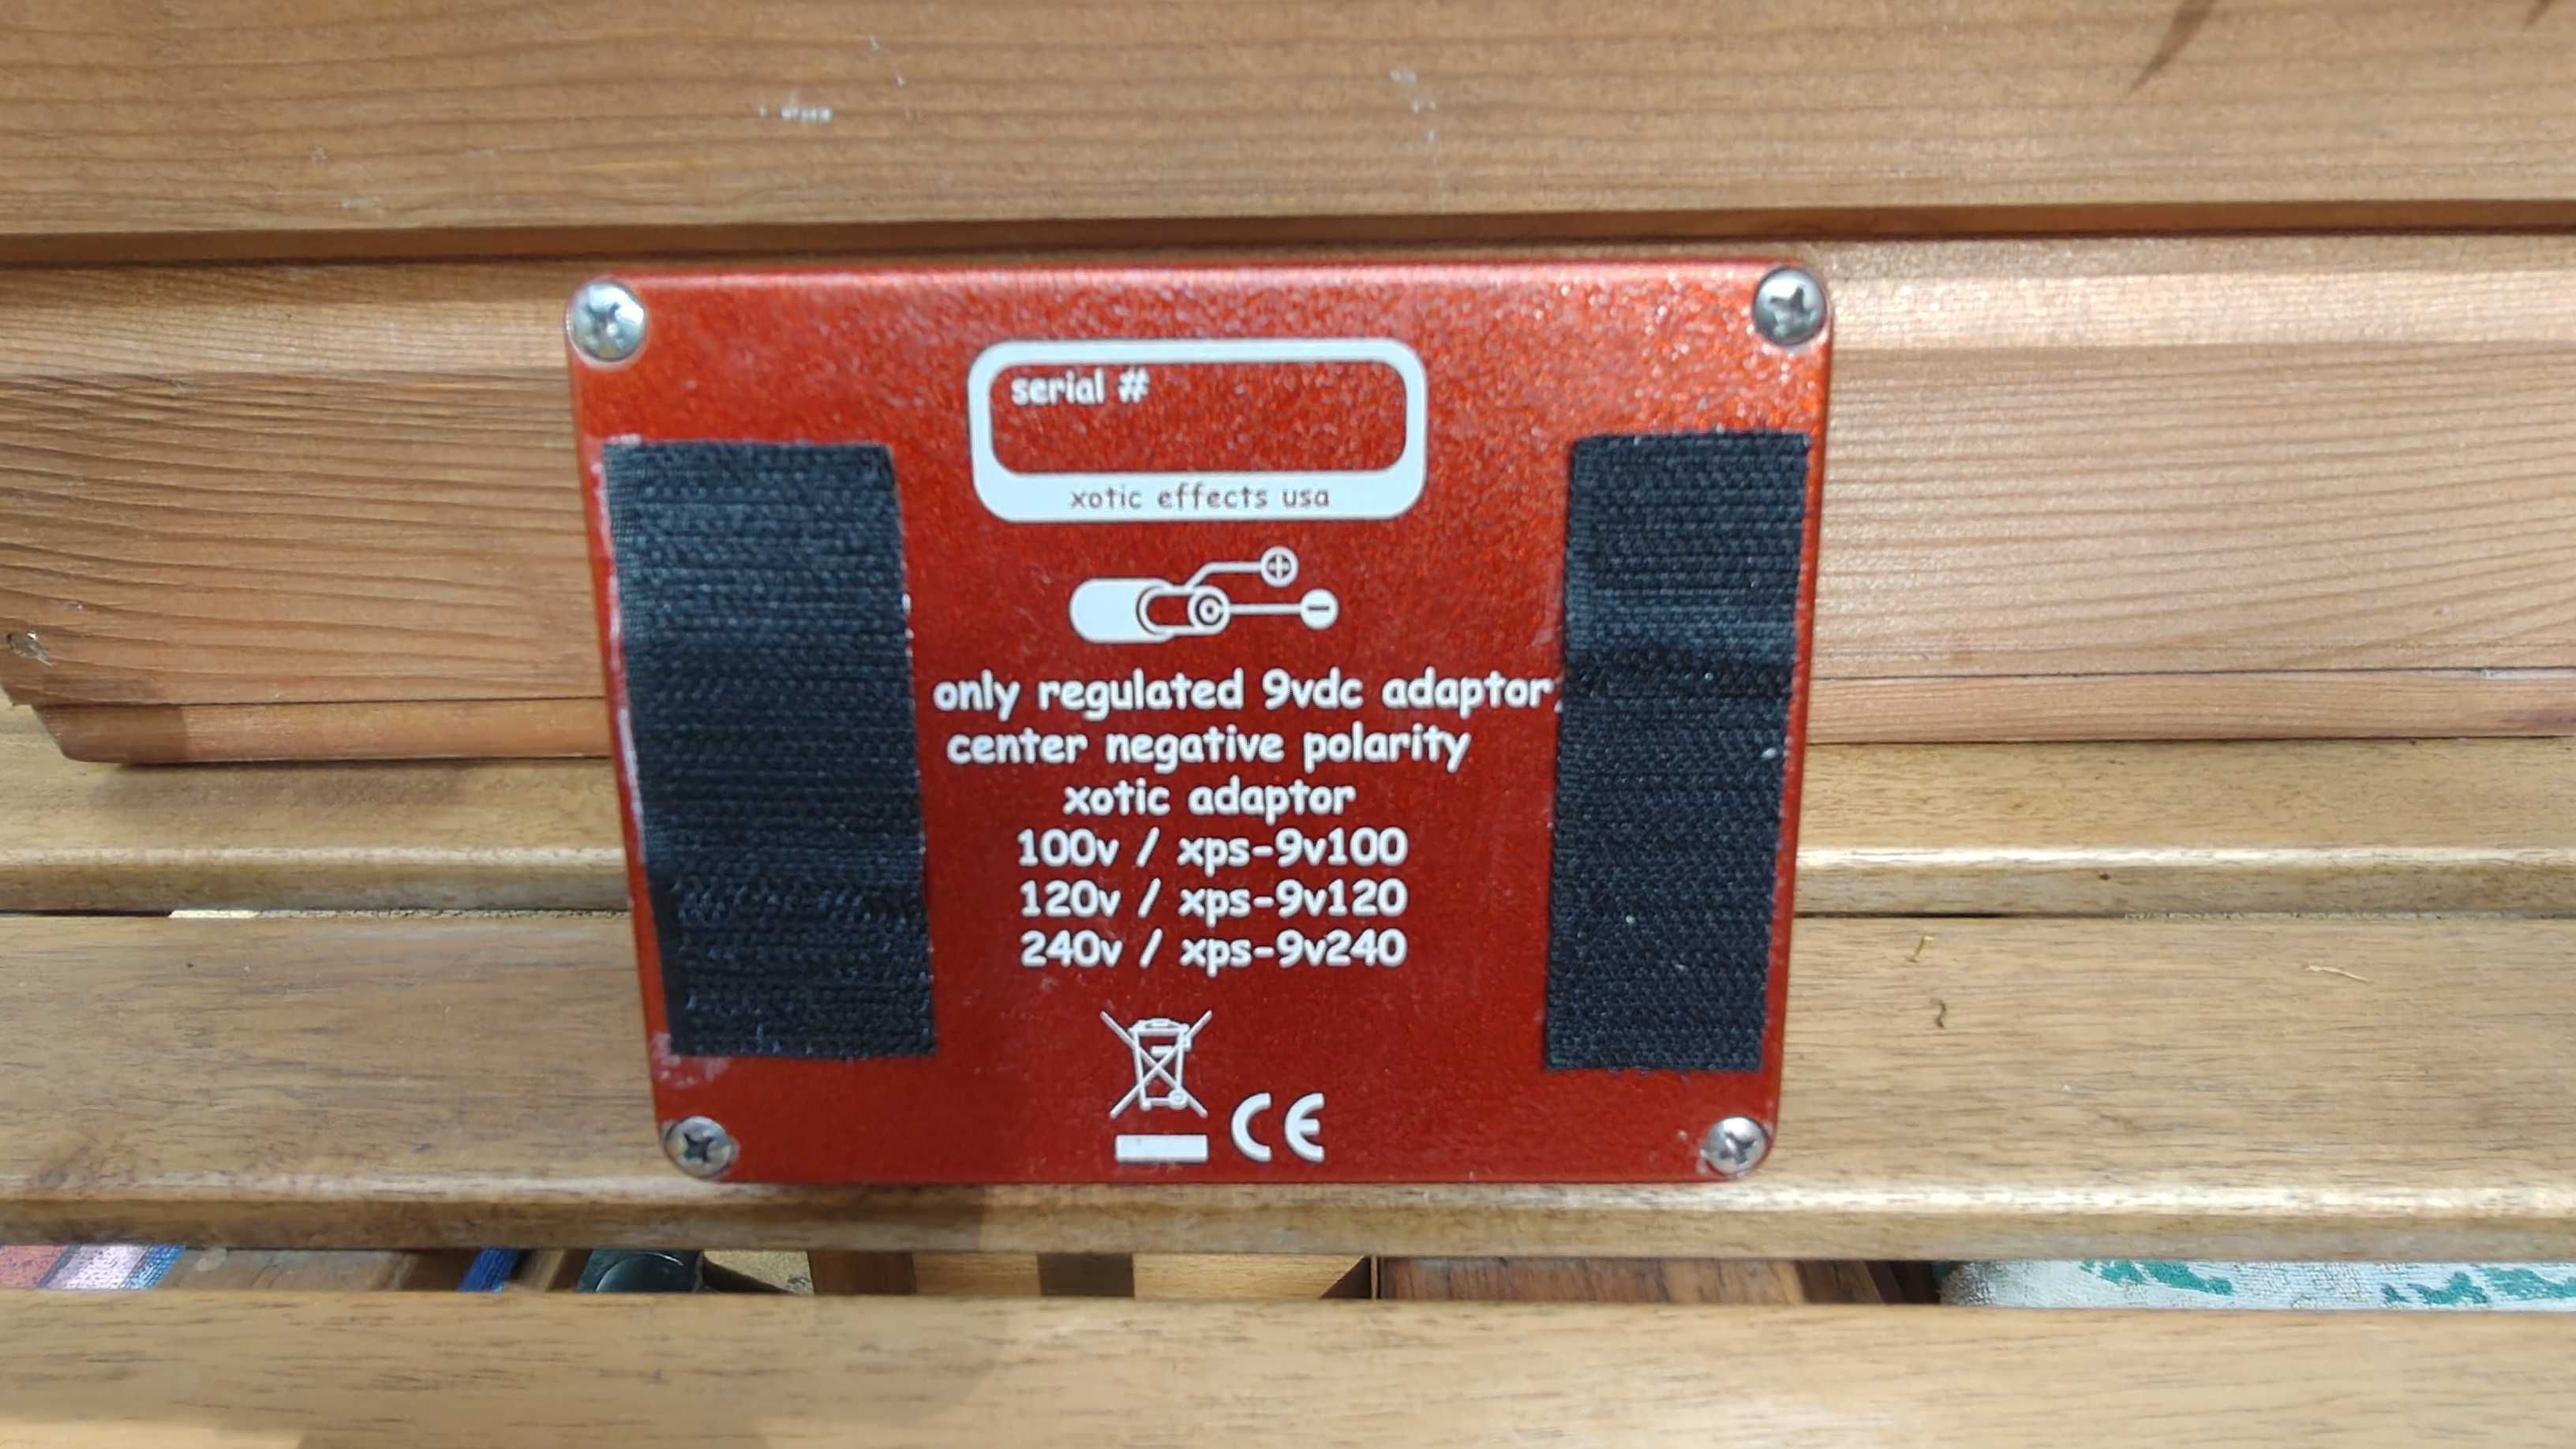 serial #
xotic effects usa
only regulated 9vdc adaptor,
center negative polarity
xotic adaptor
100v / xps-9v100
120v / xps-9v120
240v / xps-9v240
CE